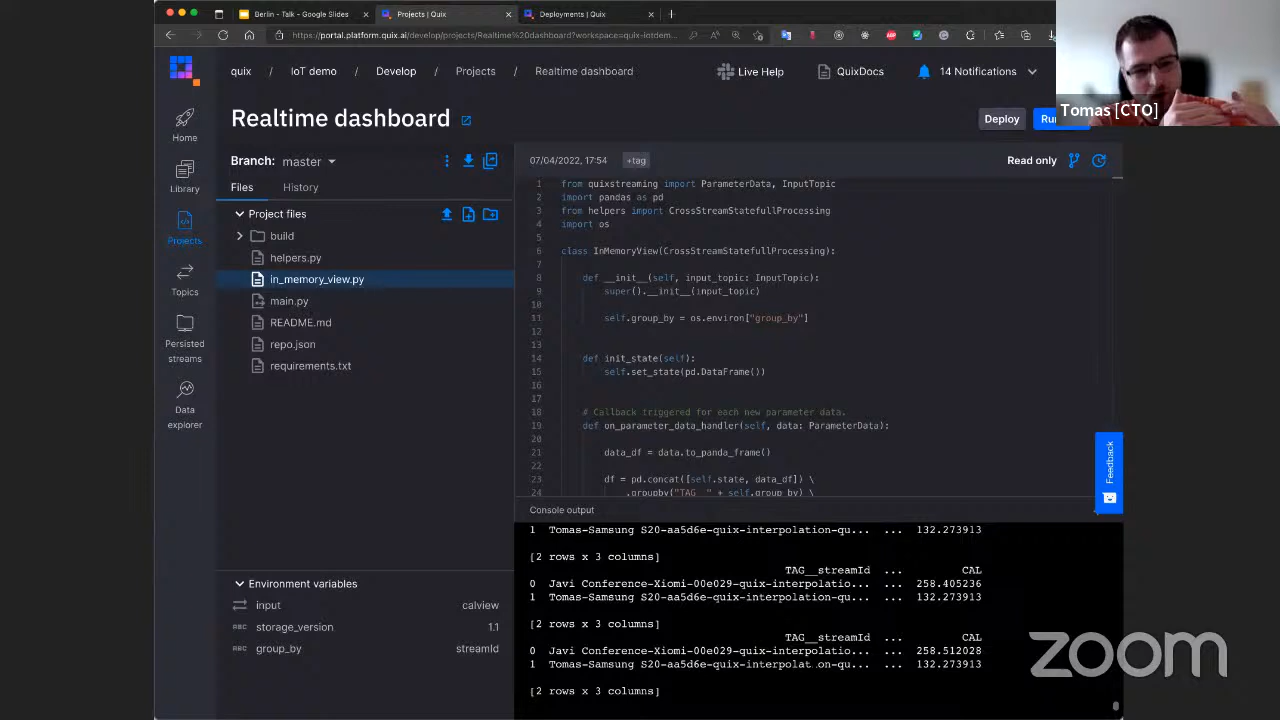 Berlin - Talk - Google Slides
Projects | Quix
Deployments | Quix
https://portal.platform.quix.ai/develop/projects/Realtime%20dashboard?workspace=quix-iotdem...
quix / IoT demo / Develop / Projects / Realtime dashboard
Live Help
QuixDocs
14 Notifications
Tomas [CTO]
Home
Library
Projects
Topics
Persisted
streams
Data
explorer
Realtime dashboard
Deploy
Branch: master
Files
History
Project files
build
helpers.py
in_memory_view.py
main.py
README.md
repo.json
requirements.txt
Environment variables
input calview
ABC storage_version 1.1
ABC group_by streamId
07/04/2022, 17:54 +tag
Read only
1 from quixstreaming import ParameterData, InputTopic
2 import pandas as pd
3 from helpers import CrossStreamStatefullProcessing
4 import os
5
6 class InMemoryView(CrossStreamStatefullProcessing):
7
8 def __init__(self, input_topic: InputTopic):
9 super().__init__(input_topic)
10
11 self.group_by = os.environ["group_by"]
12
13
14 def init_state(self):
15 self.set_state(pd.DataFrame())
16
17
18 # Callback triggered for each new parameter data.
19 def on_parameter_data_handler(self, data: ParameterData):
20
21 data_df = data.to_panda_frame()
22
23 df = pd.concat([self.state, data_df]) \
24 .groupby("TAG__" + self.group_by) \
Feedback
Console output
1 Tomas-Samsung S20-aa5d6e-quix-interpolation-qu... ... 132.273913
[2 rows x 3 columns]
TAG__streamId ... CAL
0 Javi Conference-Xiomi-00e029-quix-interpolatio... ... 258.405236
1 Tomas-Samsung S20-aa5d6e-quix-interpolation-qu... ... 132.273913
[2 rows x 3 columns]
TAG__streamId ... CAL
0 Javi Conference-Xiomi-00e029-quix-interpolatio... ... 258.512028
1 Tomas-Samsung S20-aa5d6e-quix-interpolation-qu... ... 132.273913
[2 rows x 3 columns]
zoom